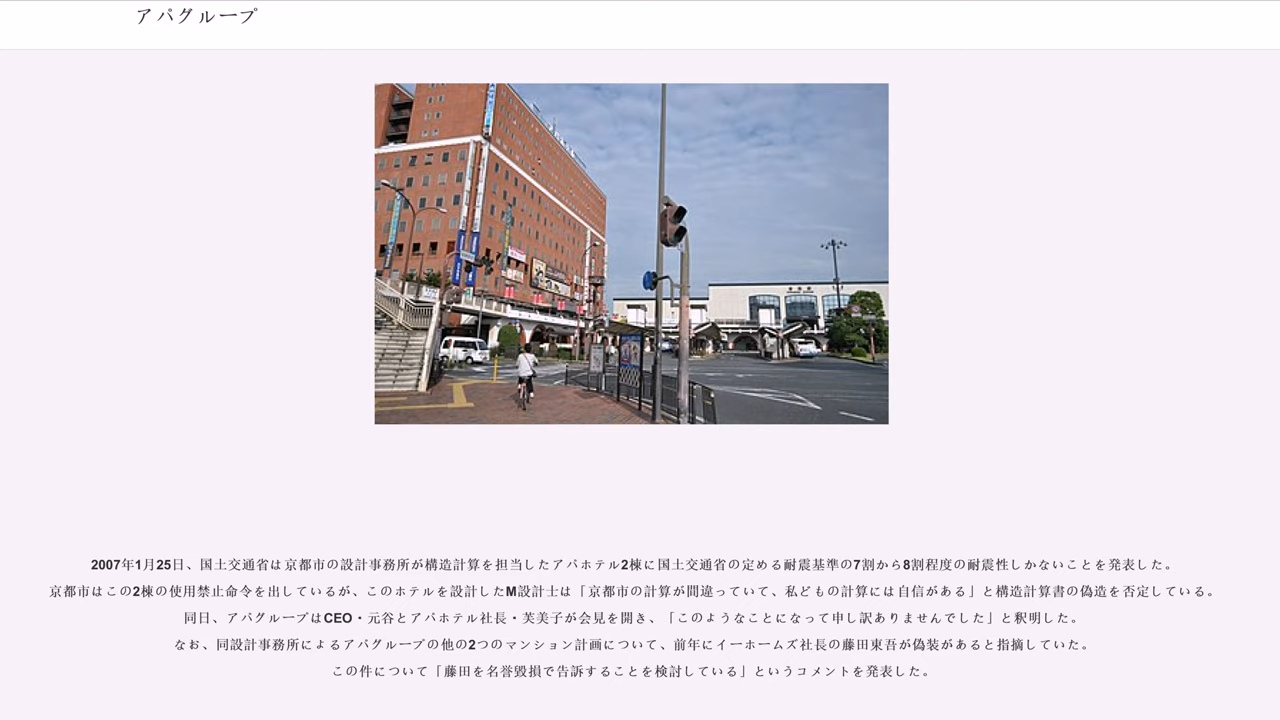 アパグループ
2007年1月25日、国土交通省は京都市の設計事務所が構造計算を担当したアパホテル2棟に国土交通省の定める耐震基準の7割から8割程度の耐震性しかないことを発表した。
京都市はこの2棟の使用禁止命令を出しているが、このホテルを設計したM設計士は「京都市の計算が間違っていて、私どもの計算には自信がある」と構造計算書の偽造を否定している。
同日、アパグループはCEO・元谷とアパホテル社長・芙美子が会見を開き、「このようなことになって申し訳ありませんでした」と釈明した。
なお、同設計事務所によるアパグループの他の2つのマンション計画について、前年にイーホームズ社長の藤田東吾が偽装があると指摘していた。
この件について「藤田を名誉毀損で告訴することを検討している」というコメントを発表した。